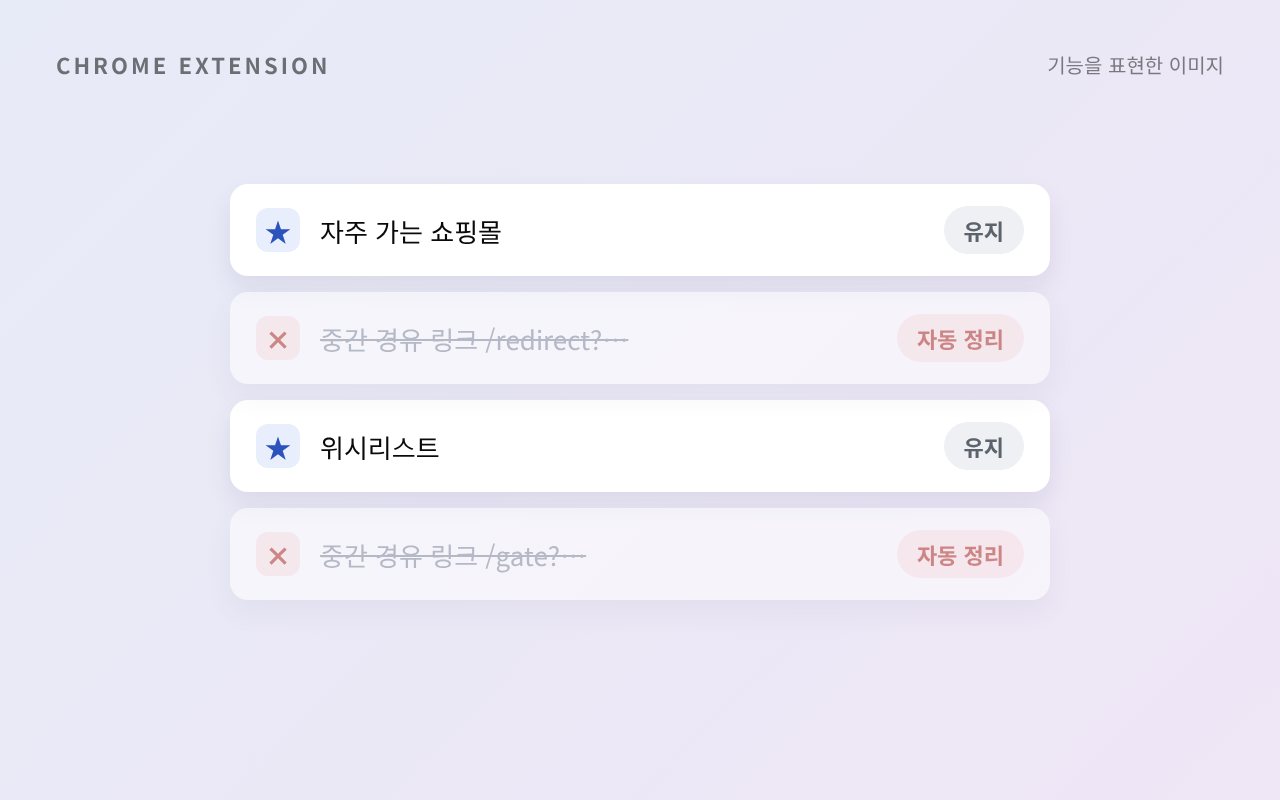 CHROME EXTENSION
기능을 표현한 이미지
★ 자주 가는 쇼핑몰 유지
✕ 중간 경유 링크 /redirect?⋯
자동 정리
★ 위시리스트 유지
✕ 중간 경유 링크 /gate?⋯
자동 정리